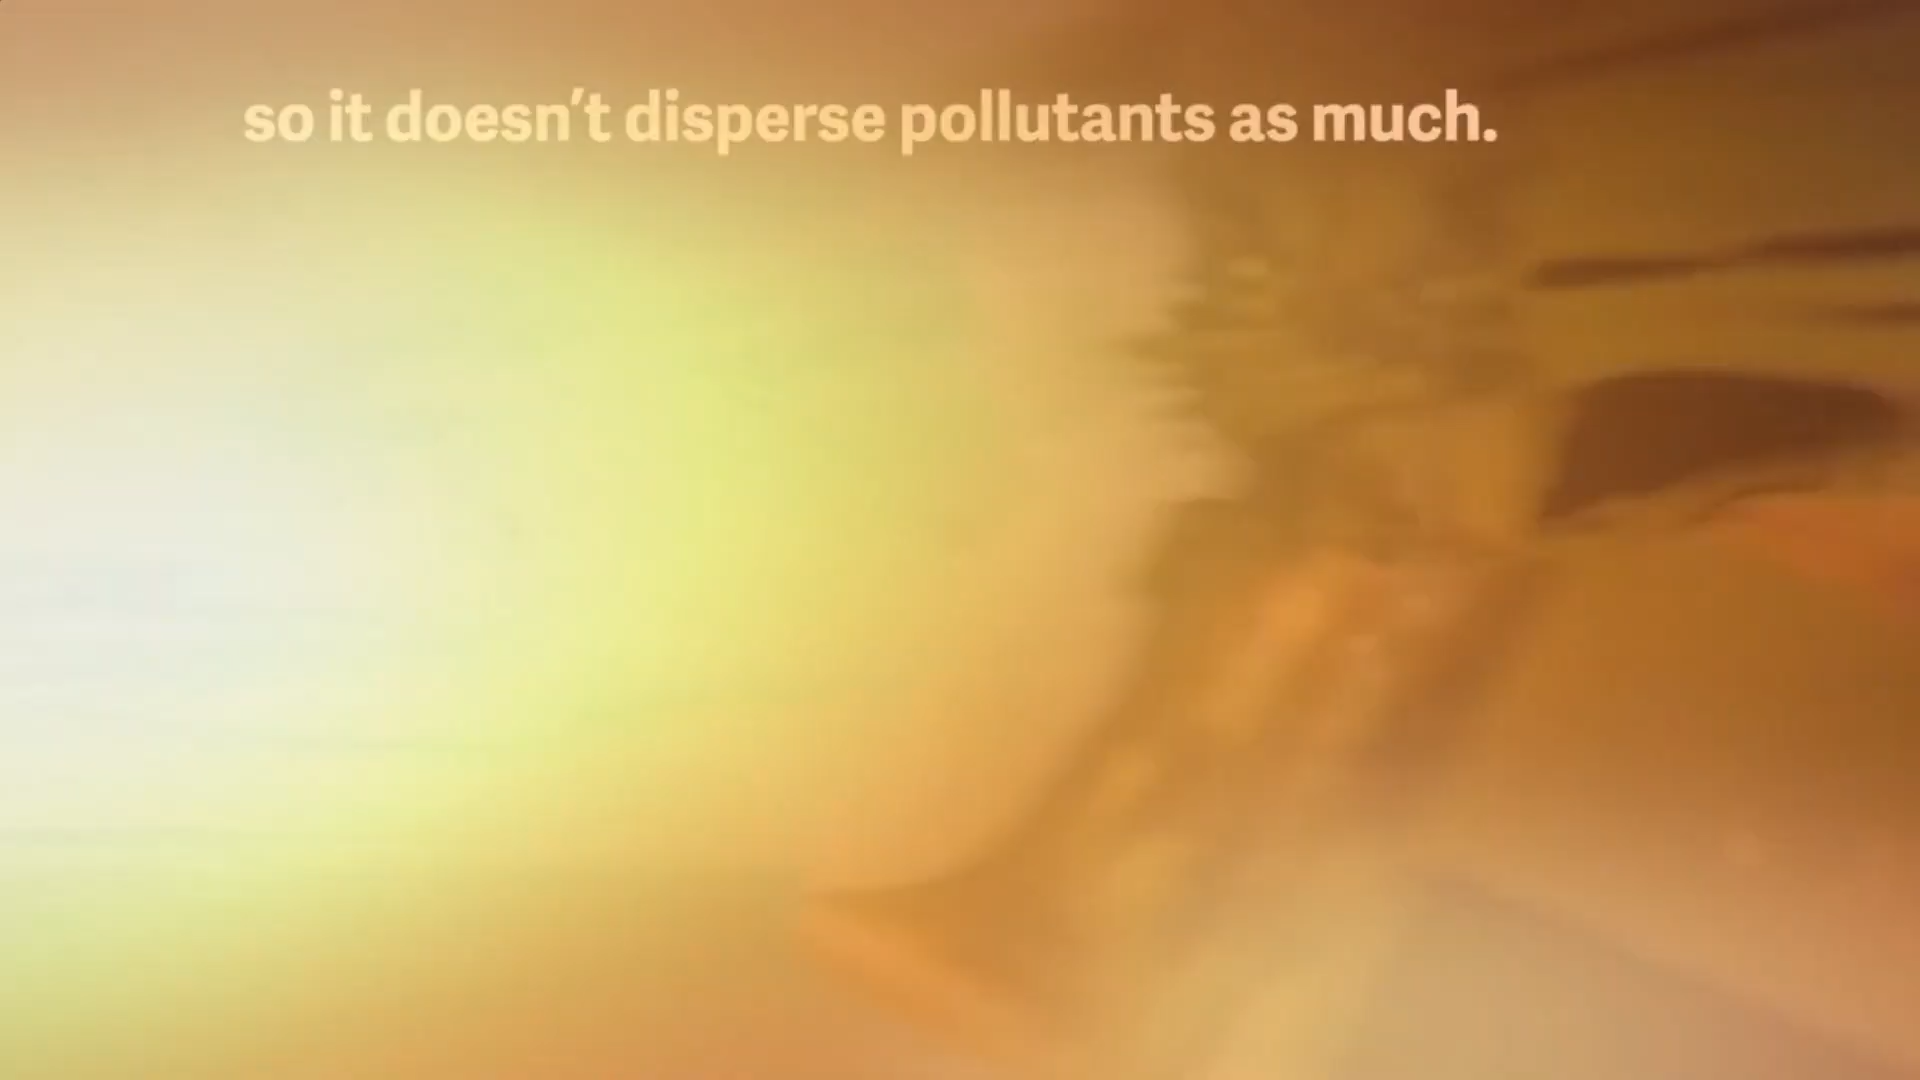 so it doesn’t disperse pollutants as much.